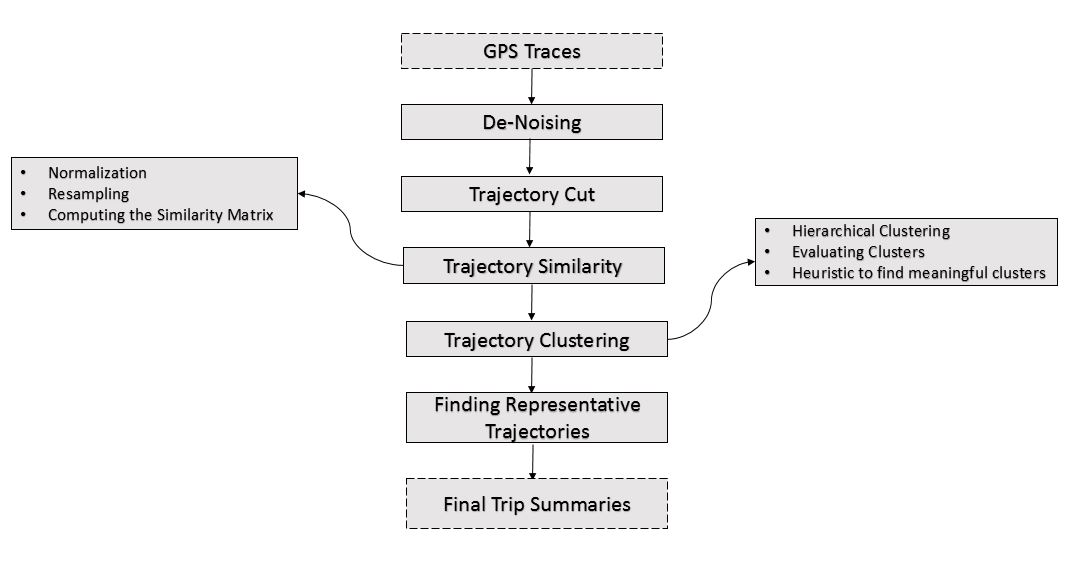 GPS Traces
De-Noising
Trajectory Cut
• Normalization
• Resampling
• Computing the Similarity Matrix
Trajectory Similarity
• Hierarchical Clustering
• Evaluating Clusters
• Heuristic to find meaningful clusters
Trajectory Clustering
Finding Representative
Trajectories
Final Trip Summaries